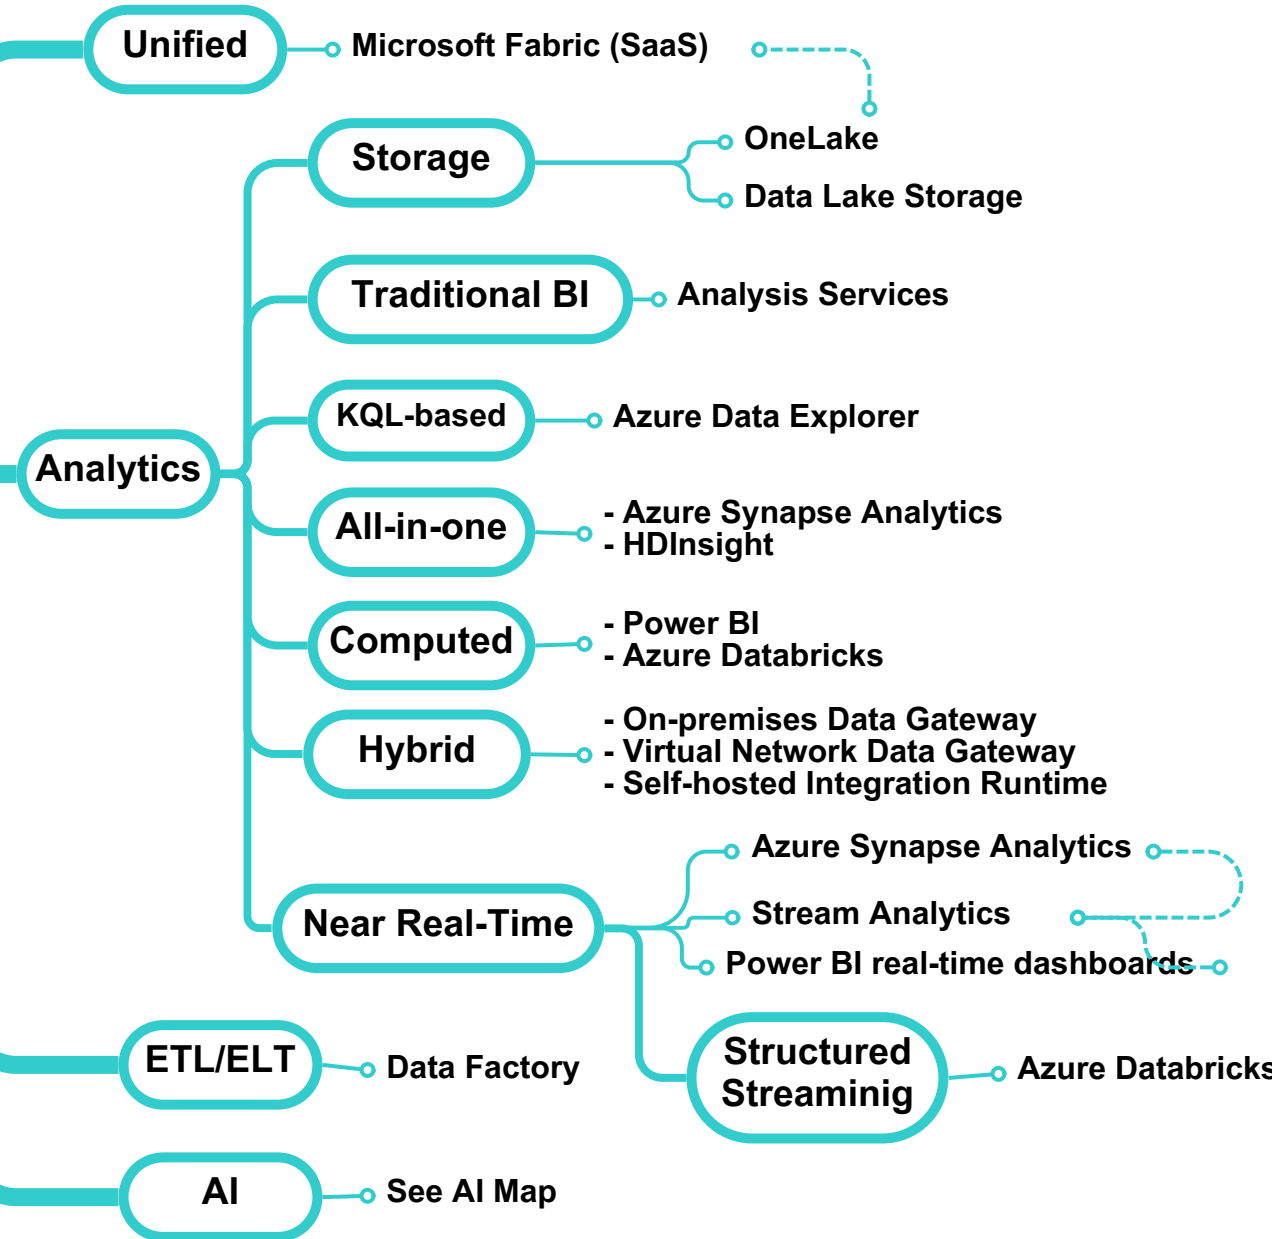 Unified
Microsoft Fabric (SaaS)
Storage
OneLake
Data Lake Storage
Traditional BI
Analysis Services
KQL-based
Azure Data Explorer
Analytics
All-in-one
- Azure Synapse Analytics
- HDInsight
Computed
- Power BI
- Azure Databricks
Hybrid
- On-premises Data Gateway
- Virtual Network Data Gateway
- Self-hosted Integration Runtime
Near Real-Time
Azure Synapse Analytics
Stream Analytics
Power BI real-time dashboards
Structured
Streaminig
Azure Databricks
ETL/ELT
Data Factory
AI
See AI Map